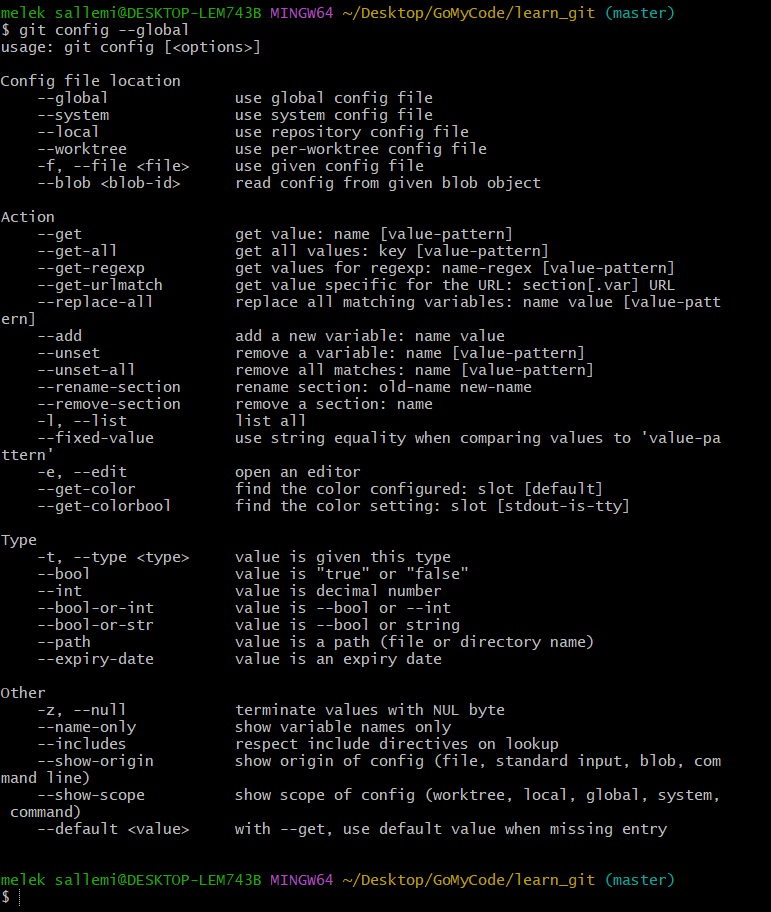 melek sallemi@DESKTOP-LEM743B MINGW64 ~/Desktop/GoMyCode/learn_git (master)
$ git config --global
usage: git config [<options>]

Config file location
    --global              use global config file
    --system              use system config file
    --local               use repository config file
    --worktree            use per-worktree config file
    -f, --file <file>     use given config file
    --blob <blob-id>      read config from given blob object

Action
    --get                 get value: name [value-pattern]
    --get-all             get all values: key [value-pattern]
    --get-regexp          get values for regexp: name-regex [value-pattern]
    --get-urlmatch        get value specific for the URL: section[.var] URL
    --replace-all         replace all matching variables: name value [value-patt
ern]
    --add                 add a new variable: name value
    --unset               remove a variable: name [value-pattern]
    --unset-all           remove all matches: name [value-pattern]
    --rename-section      rename section: old-name new-name
    --remove-section      remove a section: name
    -l, --list            list all
    --fixed-value         use string equality when comparing values to 'value-pa
ttern'
    -e, --edit            open an editor
    --get-color           find the color configured: slot [default]
    --get-colorbool       find the color setting: slot [stdout-is-tty]

Type
    -t, --type <type>     value is given this type
    --bool                value is "true" or "false"
    --int                 value is decimal number
    --bool-or-int         value is --bool or --int
    --bool-or-str         value is --bool or string
    --path                value is a path (file or directory name)
    --expiry-date         value is an expiry date

Other
    -z, --null            terminate values with NUL byte
    --name-only           show variable names only
    --includes            respect include directives on lookup
    --show-origin         show origin of config (file, standard input, blob, com
mand line)
    --show-scope          show scope of config (worktree, local, global, system,
 command)
    --default <value>     with --get, use default value when missing entry

melek sallemi@DESKTOP-LEM743B MINGW64 ~/Desktop/GoMyCode/learn_git (master)
$